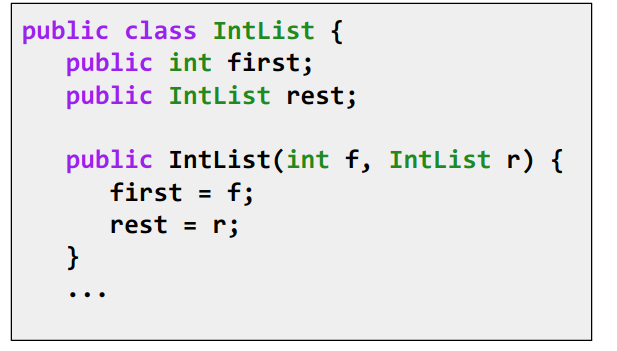 public class IntList {
   public int first;
   public IntList rest;

   public IntList(int f, IntList r) {
      first = f;
      rest = r;
   }
   ...